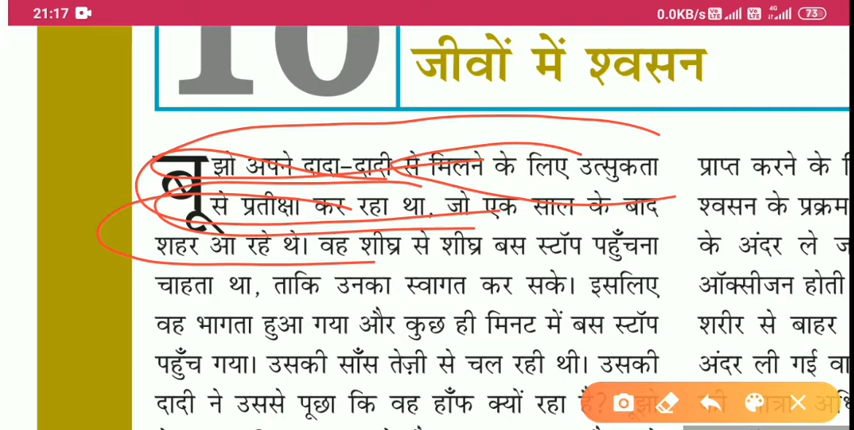 21:17
0.0KB/s
4G
73
10
जीवों में श्वसन
बूझो अपने दादा-दादी से मिलने के लिए उत्सुकता
से प्रतीक्षा कर रहा था, जो एक साल के बाद
शहर आ रहे थे। वह शीघ्र से शीघ्र बस स्टॉप पहुँचना
चाहता था, ताकि उनका स्वागत कर सके। इसलिए
वह भागता हुआ गया और कुछ ही मिनट में बस स्टॉप
पहुँच गया। उसकी साँस तेज़ी से चल रही थी। उसकी
दादी ने उससे पूछा कि वह हाँफ क्यों रहा है? बूझो
प्राप्त करने के
श्वसन के प्रक्रम
के अंदर ले
ऑक्सीजन होती
शरीर से बाहर
अंदर ली गई